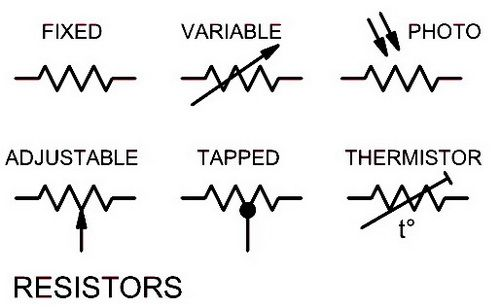 FIXED VARIABLE PHOTO
ADJUSTABLE TAPPED THERMISTOR
t°
RESISTORS